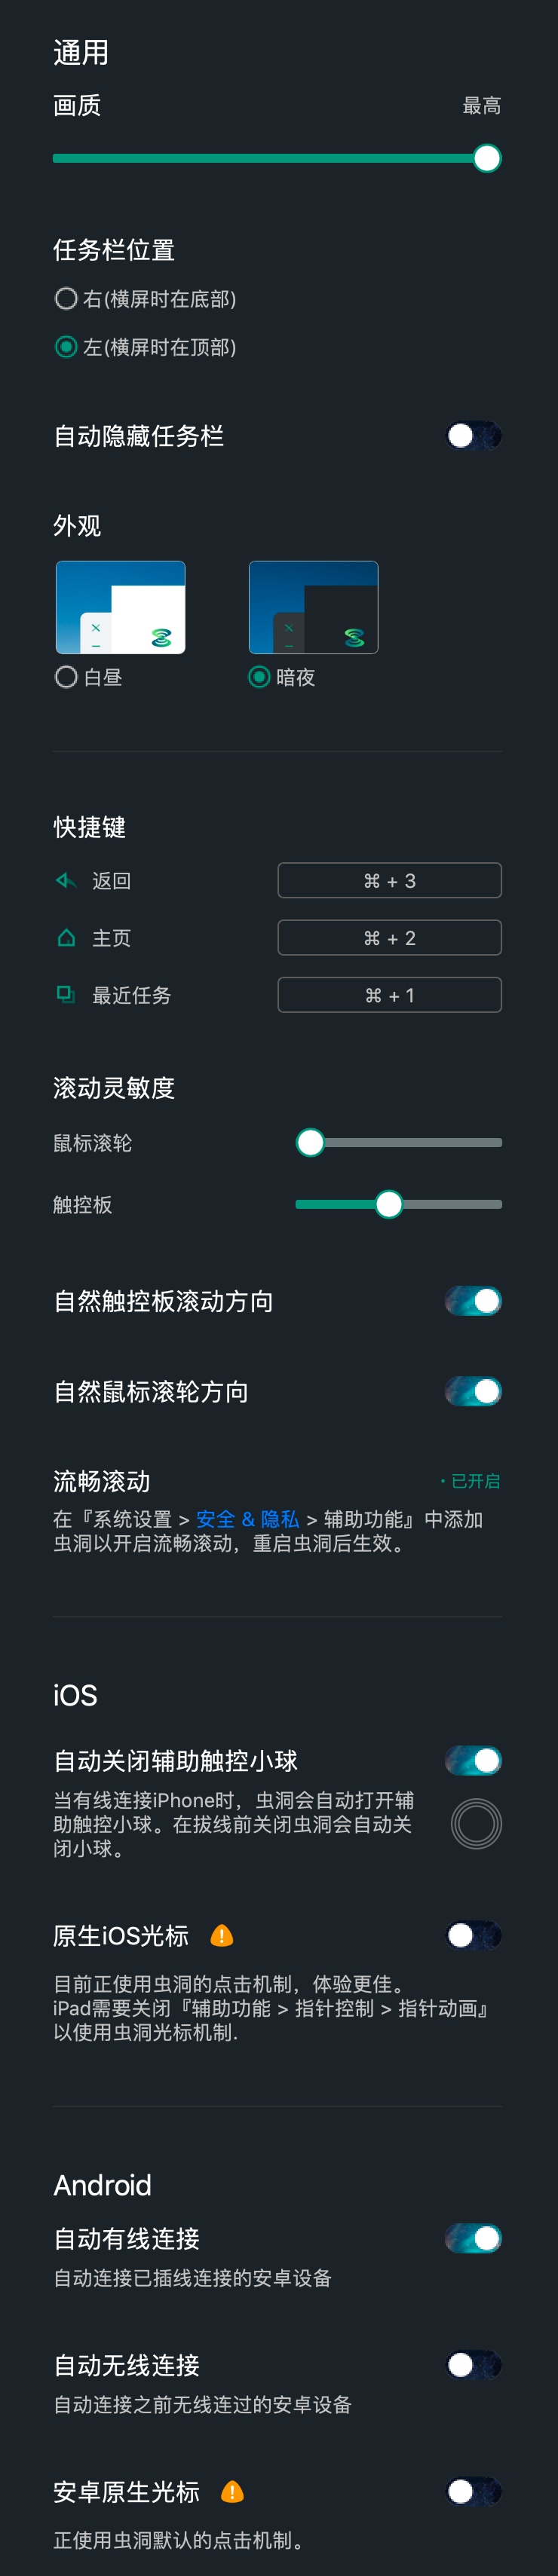 通用
画质
最高
任务栏位置
右(横屏时在底部)
左(横屏时在顶部)
自动隐藏任务栏
外观
白昼
暗夜
快捷键
返回
⌘ + 3
主页
⌘ + 2
最近任务
⌘ + 1
滚动灵敏度
鼠标滚轮
触控板
自然触控板滚动方向
自然鼠标滚轮方向
流畅滚动
• 已开启
在『系统设置 > 安全 & 隐私 > 辅助功能』中添加
虫洞以开启流畅滚动，重启虫洞后生效。
iOS
自动关闭辅助触控小球
当有线连接iPhone时，虫洞会自动打开辅
助触控小球。在拔线前关闭虫洞会自动关
闭小球。
原生iOS光标
目前正使用虫洞的点击机制，体验更佳。
iPad需要关闭『辅助功能 > 指针控制 > 指针动画』
以使用虫洞光标机制.
Android
自动有线连接
自动连接已插线连接的安卓设备
自动无线连接
自动连接之前无线连过的安卓设备
安卓原生光标
正使用虫洞默认的点击机制。